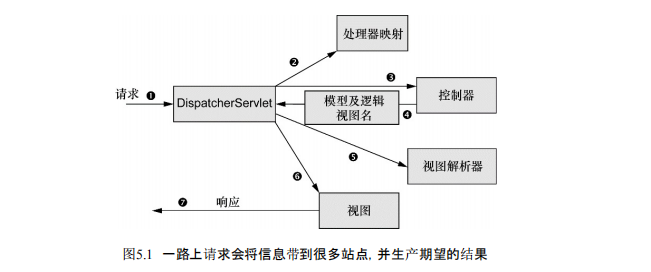 处理器映射
❷
请求 ❶
❸
DispatcherServlet
模型及逻辑
视图名
控制器
❹
❺
视图解析器
❻
❼ 响应
视图
图5.1 一路上请求会将信息带到很多站点,并生产期望的结果